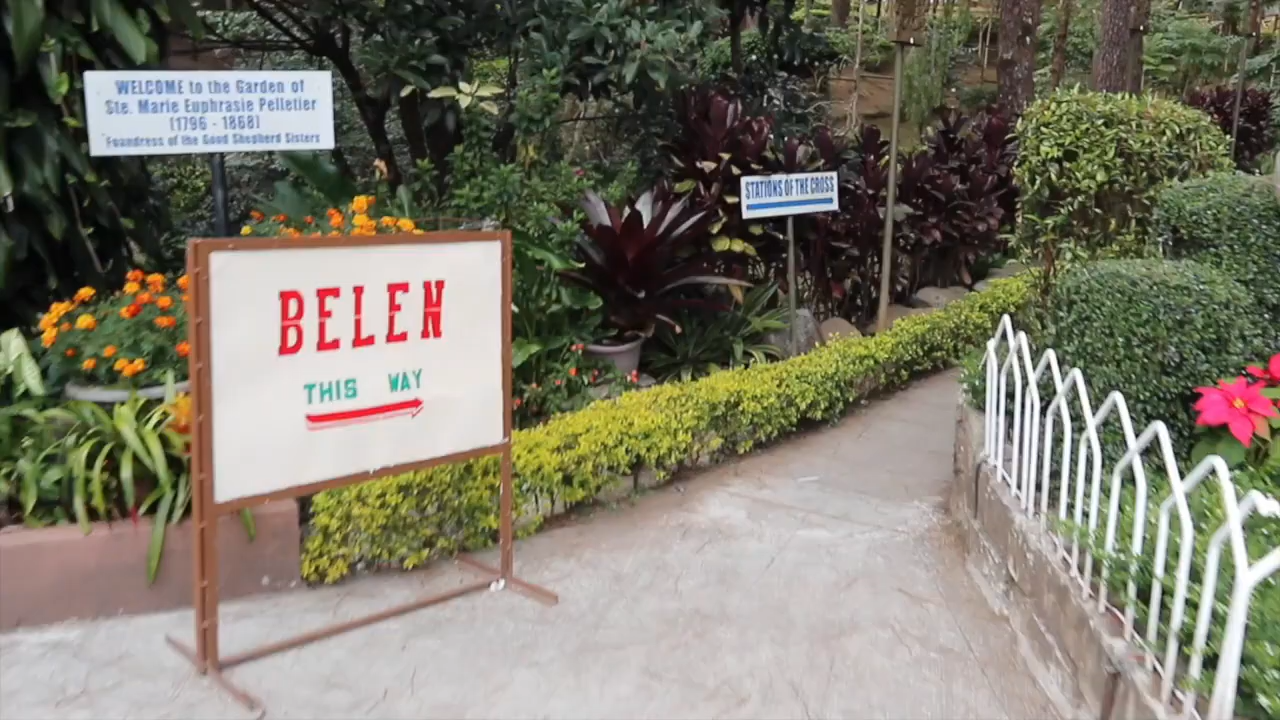 WELCOME to the Garden of
Ste. Marie Euphrasie Pelletier
(1796 - 1868)
Foundress of the Good Shepherd Sisters
STATIONS OF THE CROSS
BELEN
THIS WAY